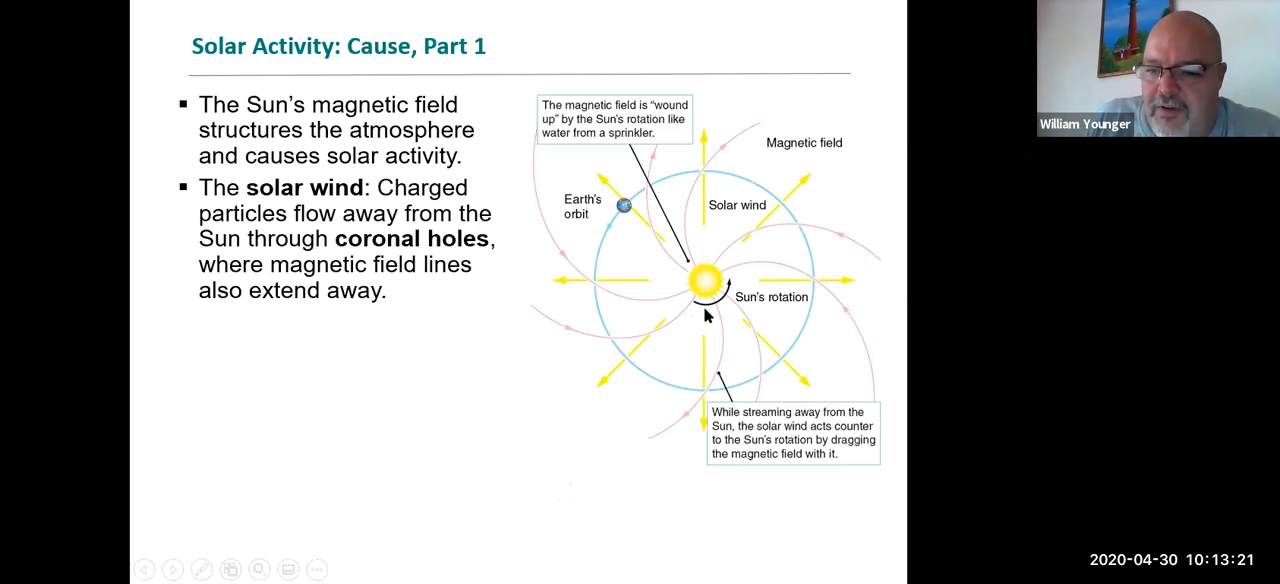 Solar Activity: Cause, Part 1
▪ The Sun's magnetic field
structures the atmosphere
and causes solar activity.
▪ The solar wind: Charged
particles flow away from the
Sun through coronal holes,
where magnetic field lines
also extend away.
The magnetic field is "wound
up" by the Sun's rotation like
water from a sprinkler.
Magnetic field
Earth's
orbit
Solar wind
Sun's rotation
While streaming away from the
Sun, the solar wind acts counter
to the Sun's rotation by dragging
the magnetic field with it.
William Younger
2020-04-30 10:13:21